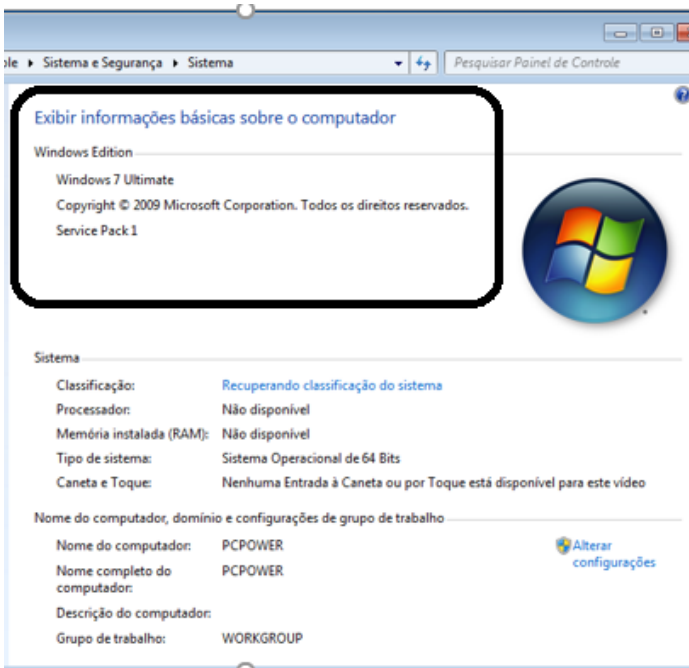 ole ▸ Sistema e Segurança ▸ Sistema
Pesquisar Painel de Controle
Exibir informações básicas sobre o computador
Windows Edition
Windows 7 Ultimate
Copyright © 2009 Microsoft Corporation. Todos os direitos reservados.
Service Pack 1
Sistema
Classificação: Recuperando classificação do sistema
Processador: Não disponível
Memória instalada (RAM): Não disponível
Tipo de sistema: Sistema Operacional de 64 Bits
Caneta e Toque: Nenhuma Entrada à Caneta ou por Toque está disponível para este vídeo
Nome do computador, domínio e configurações de grupo de trabalho
Nome do computador: PCPOWER
Alterar
configurações
Nome completo do
computador:
PCPOWER
Descrição do computador:
Grupo de trabalho: WORKGROUP